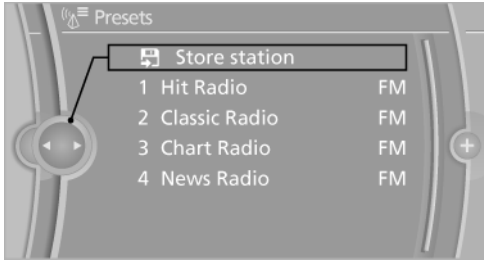 Presets
Store station
1 Hit Radio FM
2 Classic Radio FM
3 Chart Radio FM
4 News Radio FM